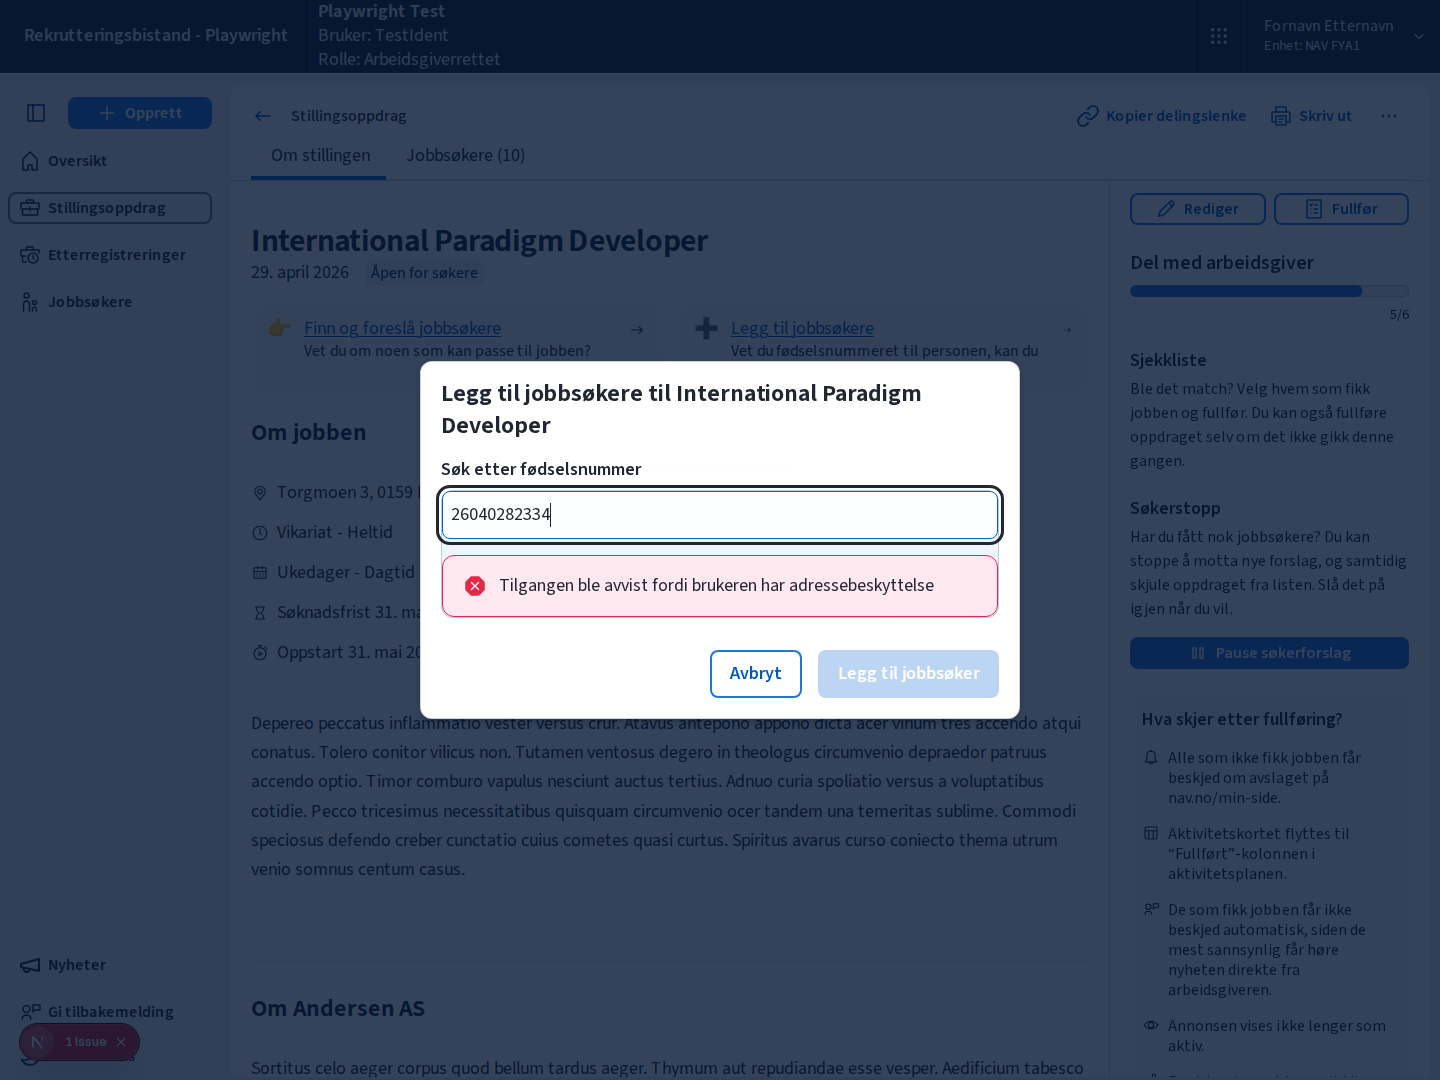 Rekrutteringsbistand - Playwright
Playwright Test
Bruker: TestIdent
Rolle: Arbeidsgiverrettet
Fornavn Etternavn
Enhet: NAV FYA1
Opprett
Oversikt
Stillingsoppdrag
Etterregistreringer
Jobbsøkere
Stillingsoppdrag
Kopier delingslenke
Skriv ut
Om stillingen
Jobbsøkere (10)
International Paradigm Developer
29. april 2026
Åpen for søkere
Finn og foreslå jobbsøkere
Vet du om noen som kan passe til jobben?
Legg til jobbsøkere
Vet du fødselsnummeret til personen, kan du
Om jobben
Torgmoen 3, 0159
Vikariat - Heltid
Ukedager - Dagtid
Søknadsfrist 31.
Oppstart 31. mai
Legg til jobbsøkere til International Paradigm
Developer
Søk etter fødselsnummer
26040282334
Tilgangen ble avvist fordi brukeren har adressebeskyttelse
Avbryt
Legg til jobbsøker
Depereo peccatus inflammatio vester versus crur. Atavus antepono appono dicta acer vinum tres accendo atqui
conatus. Tolero conitor vilicus non. Tutamen ventosus degero in theologus circumvenio depraedor patruus
accendo optio. Timor comburo vapulus nesciunt auctus tertius. Adnuo curia spoliatio versus a voluptatibus
cotidie. Pecco tricesimus necessitatibus quisquam circumvenio ocer tandem una temeritas sublime. Commodi
speciosus defendo creber cunctatio cuius cometes quasi curtus. Spiritus avarus curso coniecto thema utrum
venio somnus centum casus.
Om Andersen AS
Sortitus celo aeger corpus quod bellum tardus aeger. Thymum aut repudiandae esse vesper. Aedificium tabesco
Rediger
Fullfør
Del med arbeidsgiver
5/6
Sjekkliste
Ble det match? Velg hvem som fikk
jobben og fullfør. Du kan også fullføre
oppdraget selv om det ikke gikk denne
gangen.
Søkerstopp
Har du fått nok jobbsøkere? Du kan
stoppe å motta nye forslag, og samtidig
skjule oppdraget fra listen. Slå det på
igjen når du vil.
Pause søkerforslag
Hva skjer etter fullføring?
Alle som ikke fikk jobben får
beskjed om avslaget på
nav.no/min-side.
Aktivitetskortet flyttes til
“Fullført”-kolonnen i
aktivitetsplanen.
De som fikk jobben får ikke
beskjed automatisk, siden de
mest sannsynlig får høre
nyheten direkte fra
arbeidsgiveren.
Annonsen vises ikke lenger som
aktiv.
Nyheter
Gi tilbakemelding
1 Issue